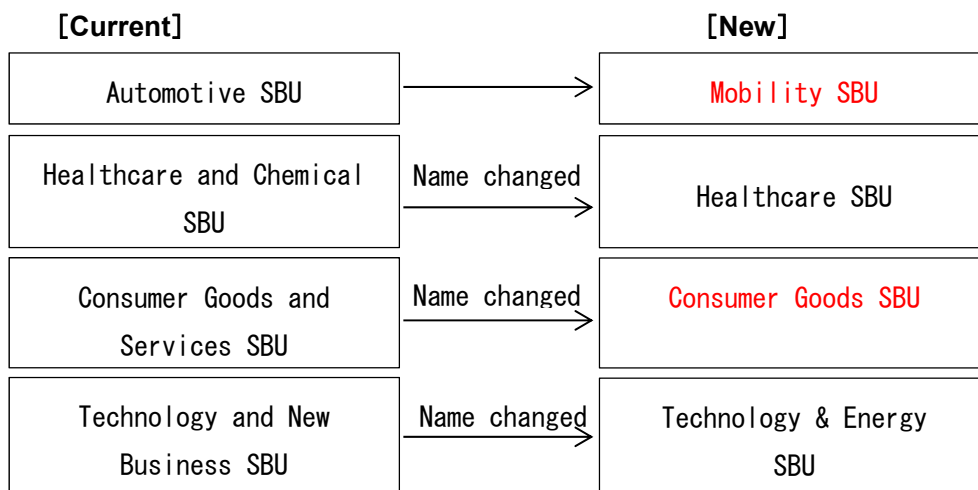 [Current]
[New]
Automotive SBU
Mobility SBU
Healthcare and Chemical
SBU
Name changed
Healthcare SBU
Consumer Goods and
Services SBU
Name changed
Consumer Goods SBU
Technology and New
Business SBU
Name changed
Technology & Energy
SBU